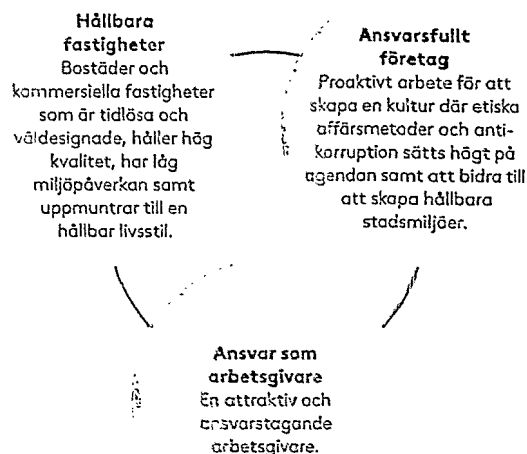 Hållbara
fastigheter
Bostäder och
kommersiella fastigheter
som är tidlösa och
väldesignade, håller hög
kvalitet, har låg
miljöpåverkan samt
uppmuntrar till en
hållbar livsstil.
Ansvarsfullt
företag
Proaktivt arbete för att
skapa en kultur där etiska
affärsmetoder och anti-
korruption sätts högt på
agendan samt att bidra till
att skapa hållbara
stadsmiljöer.
Ansvar som
arbetsgivare
En attraktiv och
ansvarstagande
arbetsgivare.